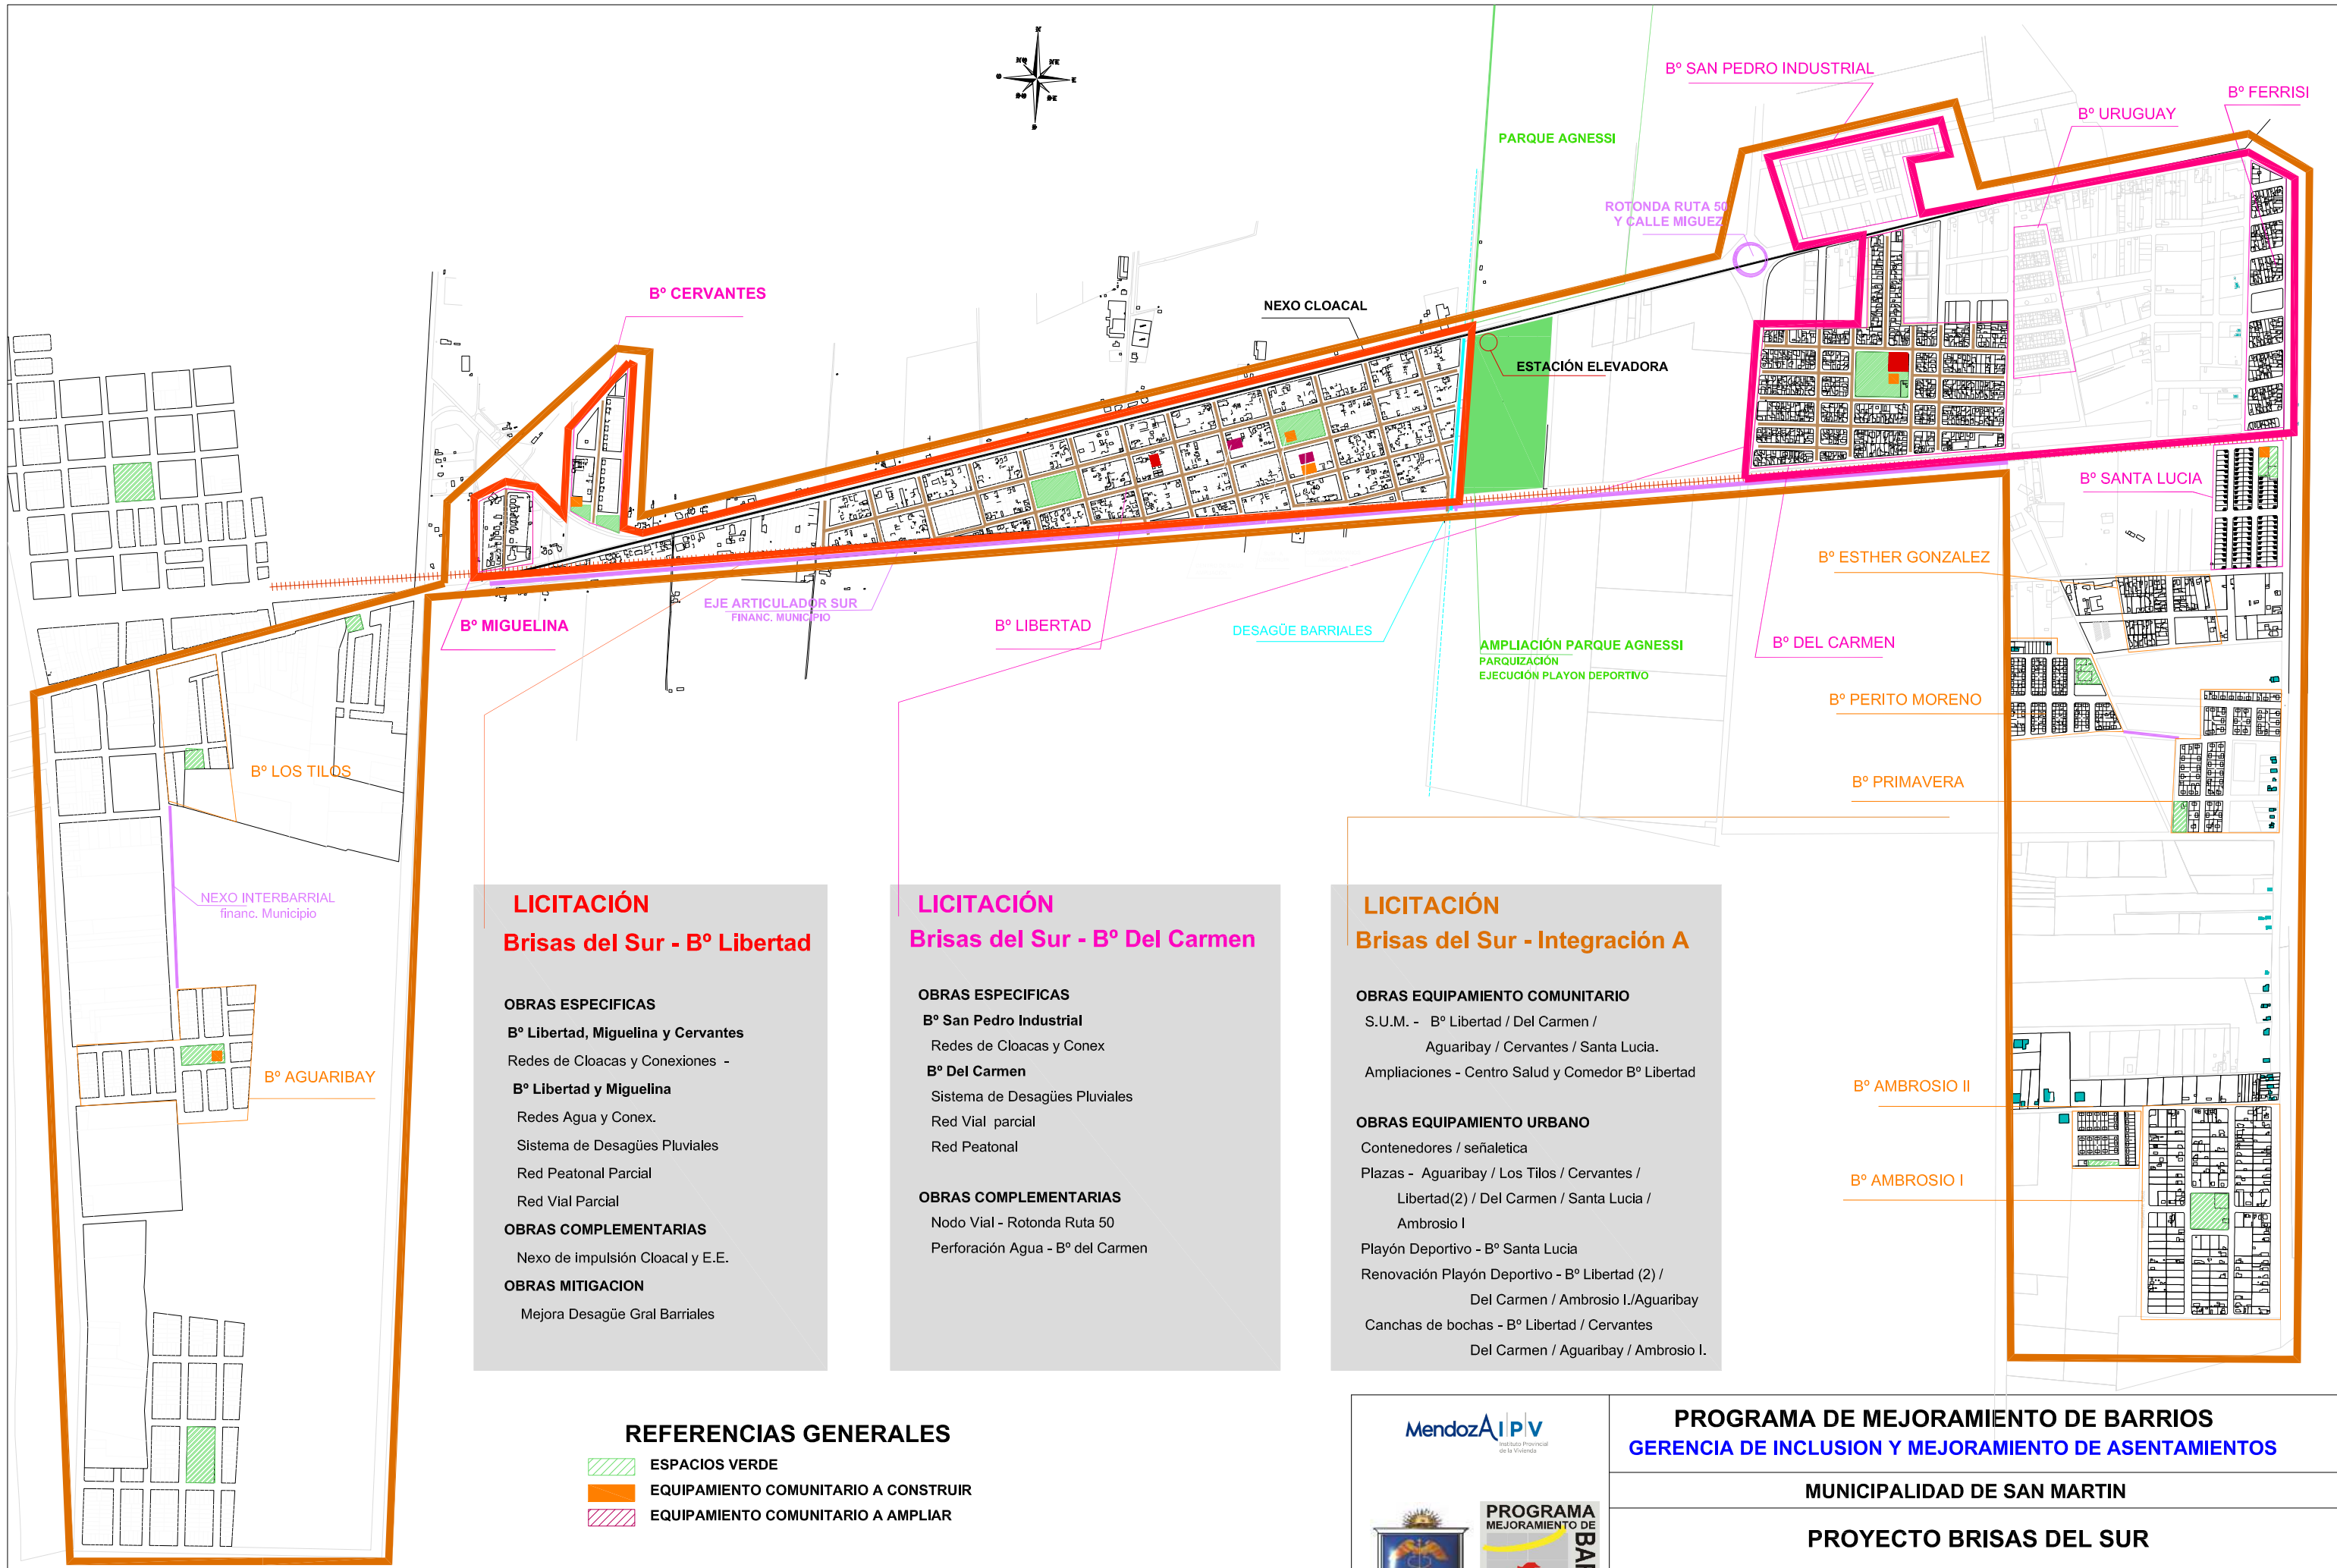 Bº SAN PEDRO INDUSTRIAL
Bº FERRISI
Bº URUGUAY
PARQUE AGNESSI
ROTONDA RUTA 50
Y CALLE MIGUEZ
Bº CERVANTES
NEXO CLOACAL
ESTACIÓN ELEVADORA
Bº SANTA LUCIA
Bº ESTHER GONZALEZ
EJE ARTICULADOR SUR
FINANC. MUNICIPIO
Bº MIGUELINA
Bº LIBERTAD
DESAGÜE BARRIALES
AMPLIACIÓN PARQUE AGNESSI
PARQUIZACIÓN
EJECUCIÓN PLAYON DEPORTIVO
Bº DEL CARMEN
Bº PERITO MORENO
Bº LOS TILOS
Bº PRIMAVERA
NEXO INTERBARRIAL
financ. Municipio
Bº AGUARIBAY
Bº AMBROSIO II
Bº AMBROSIO I
LICITACIÓN
Brisas del Sur - Bº Libertad
OBRAS ESPECIFICAS
Bº Libertad, Miguelina y Cervantes
Redes de Cloacas y Conexiones -
Bº Libertad y Miguelina
Redes Agua y Conex.
Sistema de Desagües Pluviales
Red Peatonal Parcial
Red Vial Parcial
OBRAS COMPLEMENTARIAS
Nexo de impulsión Cloacal y E.E.
OBRAS MITIGACION
Mejora Desagüe Gral Barriales
LICITACIÓN
Brisas del Sur - Bº Del Carmen
OBRAS ESPECIFICAS
Bº San Pedro Industrial
Redes de Cloacas y Conex
Bº Del Carmen
Sistema de Desagües Pluviales
Red Vial parcial
Red Peatonal
OBRAS COMPLEMENTARIAS
Nodo Vial - Rotonda Ruta 50
Perforación Agua - Bº del Carmen
LICITACIÓN
Brisas del Sur - Integración A
OBRAS EQUIPAMIENTO COMUNITARIO
S.U.M. - Bº Libertad / Del Carmen /
Aguaribay / Cervantes / Santa Lucia.
Ampliaciones - Centro Salud y Comedor Bº Libertad
OBRAS EQUIPAMIENTO URBANO
Contenedores / señaletica
Plazas - Aguaribay / Los Tilos / Cervantes /
Libertad(2) / Del Carmen / Santa Lucia /
Ambrosio I
Playón Deportivo - Bº Santa Lucia
Renovación Playón Deportivo - Bº Libertad (2) /
Del Carmen / Ambrosio I./Aguaribay
Canchas de bochas - Bº Libertad / Cervantes
Del Carmen / Aguaribay / Ambrosio I.
REFERENCIAS GENERALES
ESPACIOS VERDE
EQUIPAMIENTO COMUNITARIO A CONSTRUIR
EQUIPAMIENTO COMUNITARIO A AMPLIAR
MendozA IPV
Instituto Provincial
de la Vivienda
PROGRAMA
MEJORAMIENTO DE
PROGRAMA DE MEJORAMIENTO DE BARRIOS
GERENCIA DE INCLUSION Y MEJORAMIENTO DE ASENTAMIENTOS
MUNICIPALIDAD DE SAN MARTIN
PROYECTO BRISAS DEL SUR